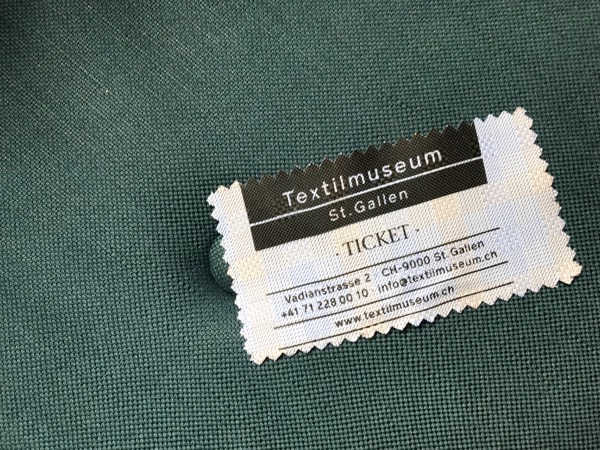 Textilmuseum
St.Gallen
· TICKET ·
Vadianstrasse 2 CH-9000 St.Gallen
+41 71 228 00 10 info@textilmuseum.ch
www.textilmuseum.ch